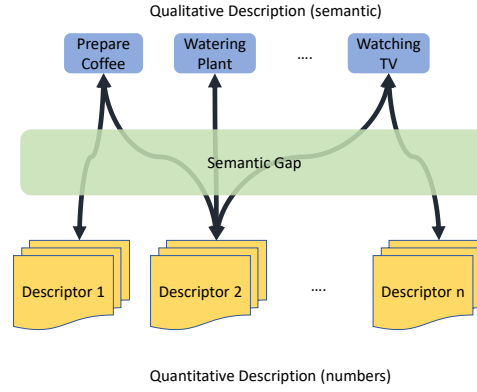 Qualitative Description (semantic)
Prepare
Coffee
Watering
Plant
....
Watching
TV
Semantic Gap
Descriptor 1
Descriptor 2
....
Descriptor n
Quantitative Description (numbers)